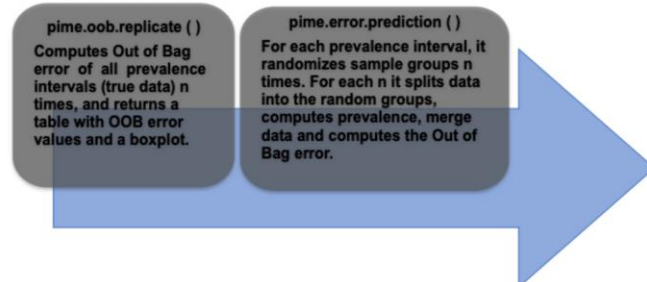 pime.oob.replicate ( )
Computes Out of Bag
error of all prevalence
intervals (true data) n
times, and returns a
table with OOB error
values and a boxplot.
pime.error.prediction ( )
For each prevalence interval, it
randomizes sample groups n
times. For each n it splits data
into the random groups,
computes prevalence, merge
data and computes the Out of
Bag error.